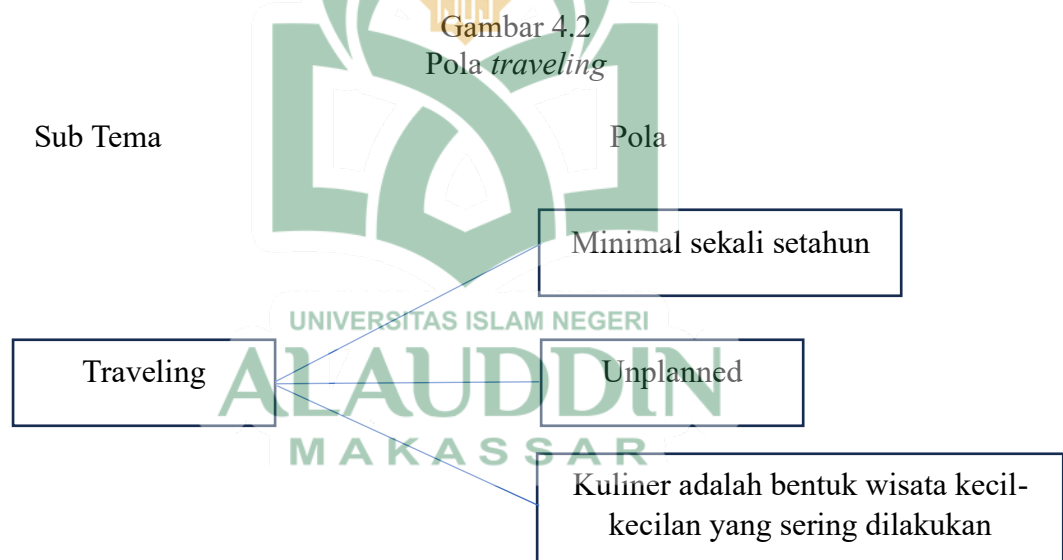 Gambar 4.2
Pola traveling
Sub Tema
Pola
Minimal sekali setahun
UNIVERSITAS ISLAM NEGERI
Traveling
ALAUDDIN
Unplanned
MAKASSAR
Kuliner adalah bentuk wisata kecil-
kecilan yang sering dilakukan